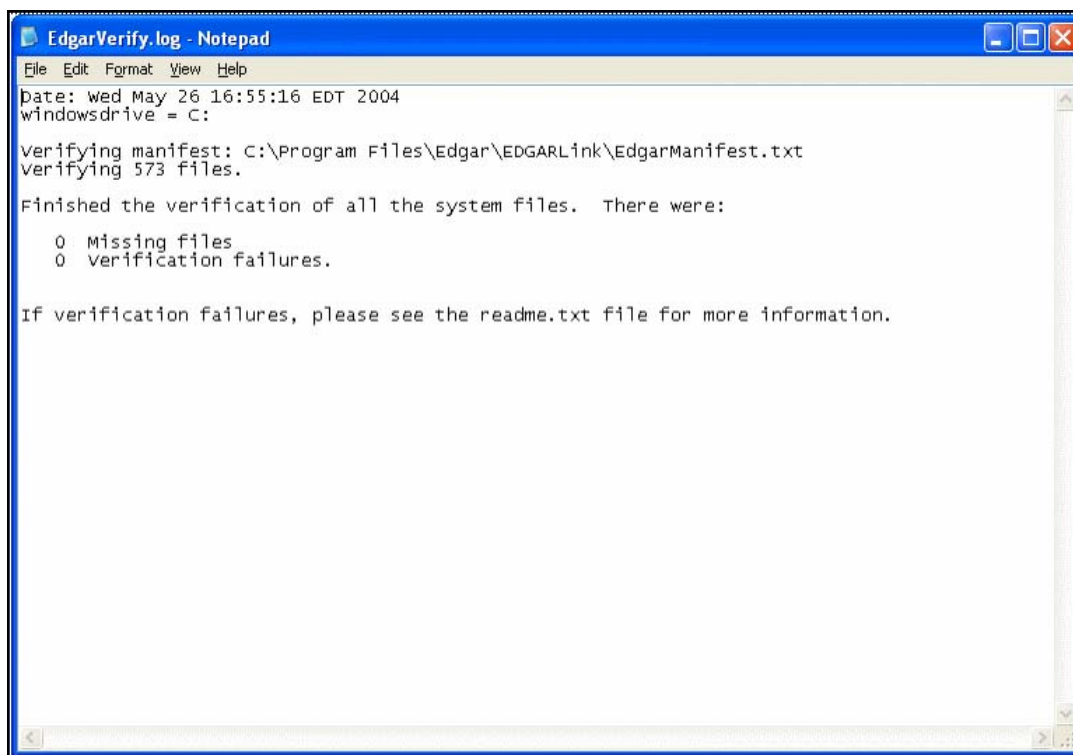 EdgarVerify.log - Notepad
File Edit Format View Help
Date: Wed May 26 16:55:16 EDT 2004
windowsdrive = C:
Verifying manifest: C:\Program Files\Edgar\EDGARLink\EdgarManifest.txt
Verifying 573 files.
Finished the verification of all the system files.  There were:
0  Missing files
0  Verification failures.
If verification failures, please see the readme.txt file for more information.